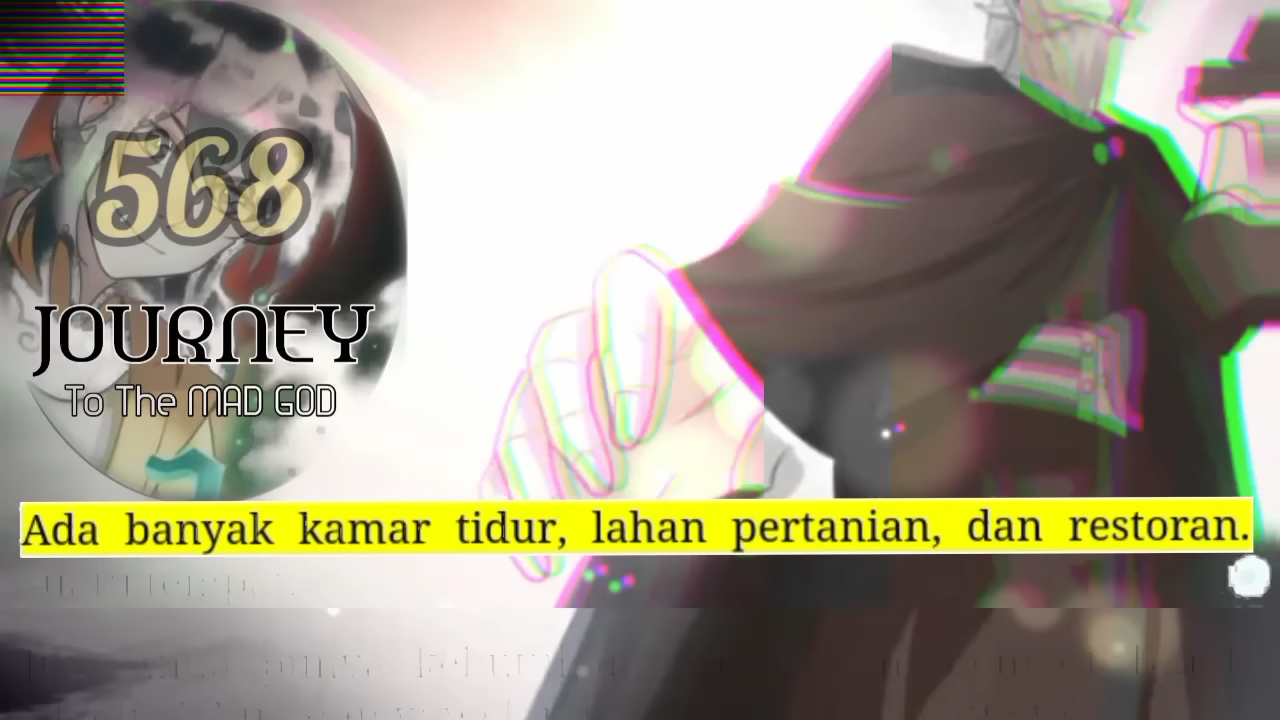 568
JOURNEY
To The MAD GOD
Ada banyak kamar tidur, lahan pertanian, dan restoran.